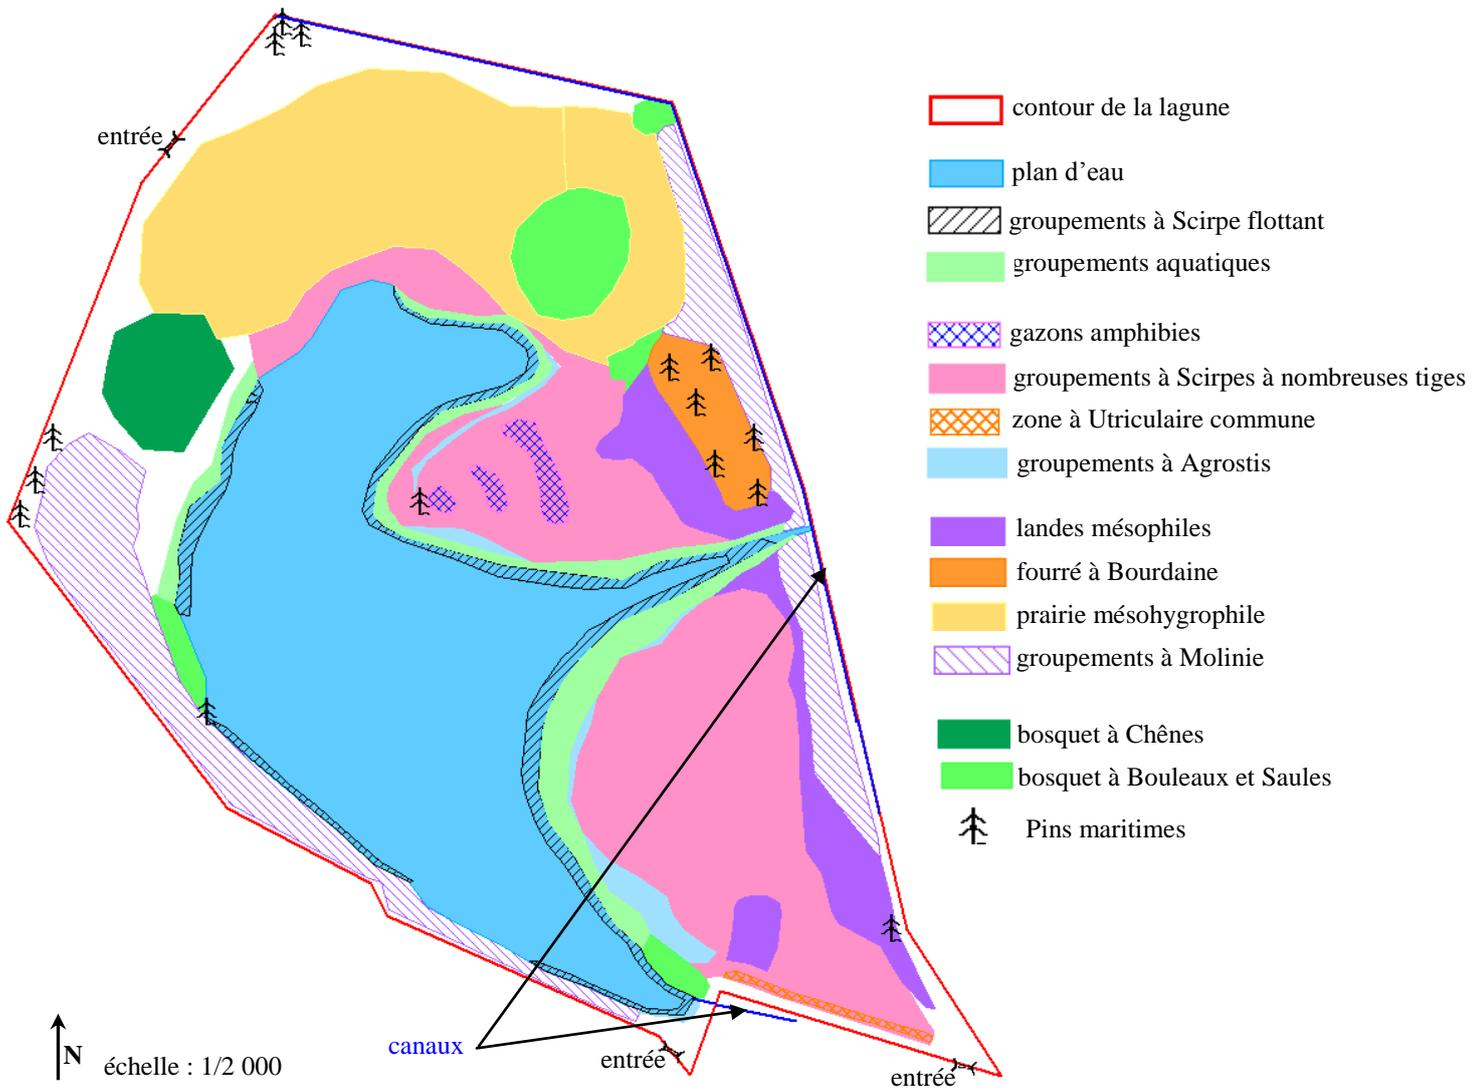 entrée
contour de la lagune
plan d’eau
groupements à Scirpe flottant
groupements aquatiques
gazons amphibies
groupements à Scirpes à nombreuses tiges
zone à Utriculaire commune
groupements à Agrostis
landes mésophiles
fourré à Bourdaine
prairie mésohygrophile
groupements à Molinie
bosquet à Chênes
bosquet à Bouleaux et Saules
Pins maritimes
canaux
entrée
entrée
N
échelle : 1/2 000